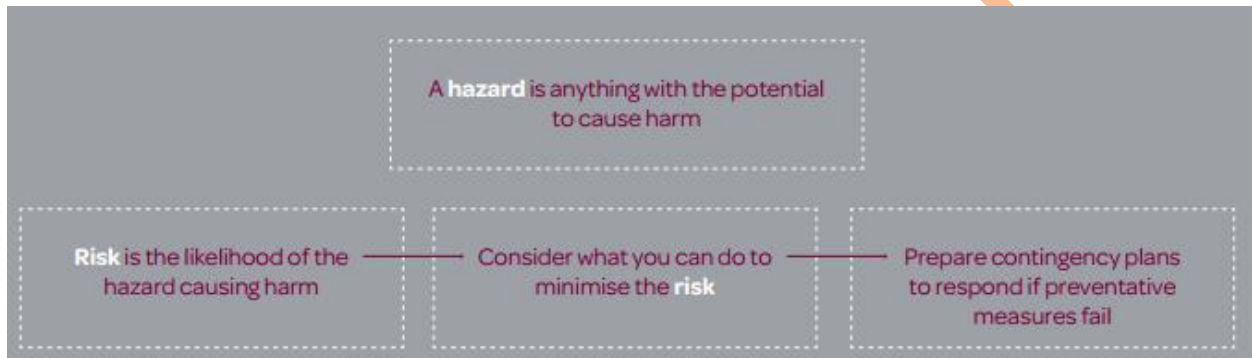 A hazard is anything with the potential
to cause harm
Risk is the likelihood of the
hazard causing harm
Consider what you can do to
minimise the risk
Prepare contingency plans
to respond if preventative
measures fail